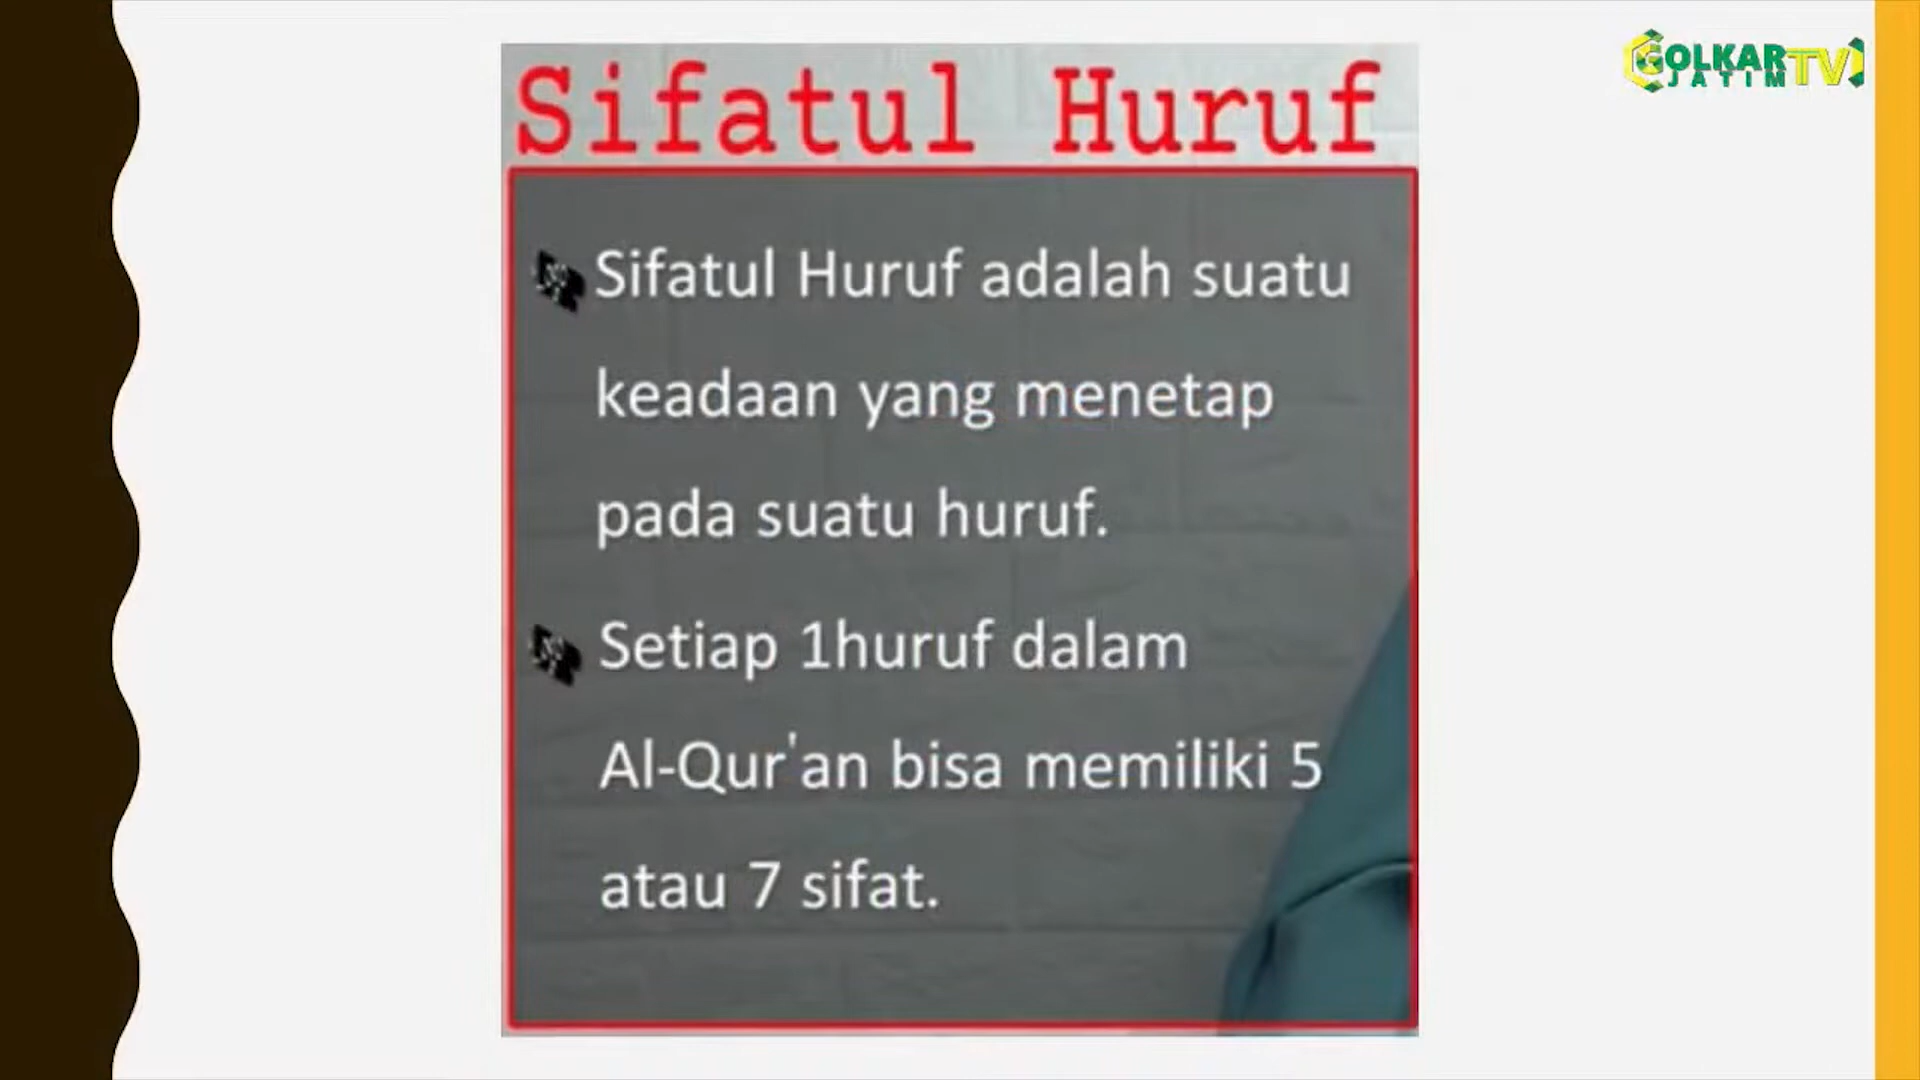 GOLKAR TV
JATIM
Sifatul Huruf
Sifatul Huruf adalah suatu
keadaan yang menetap
pada suatu huruf.
Setiap 1huruf dalam
Al-Qur'an bisa memiliki 5
atau 7 sifat.